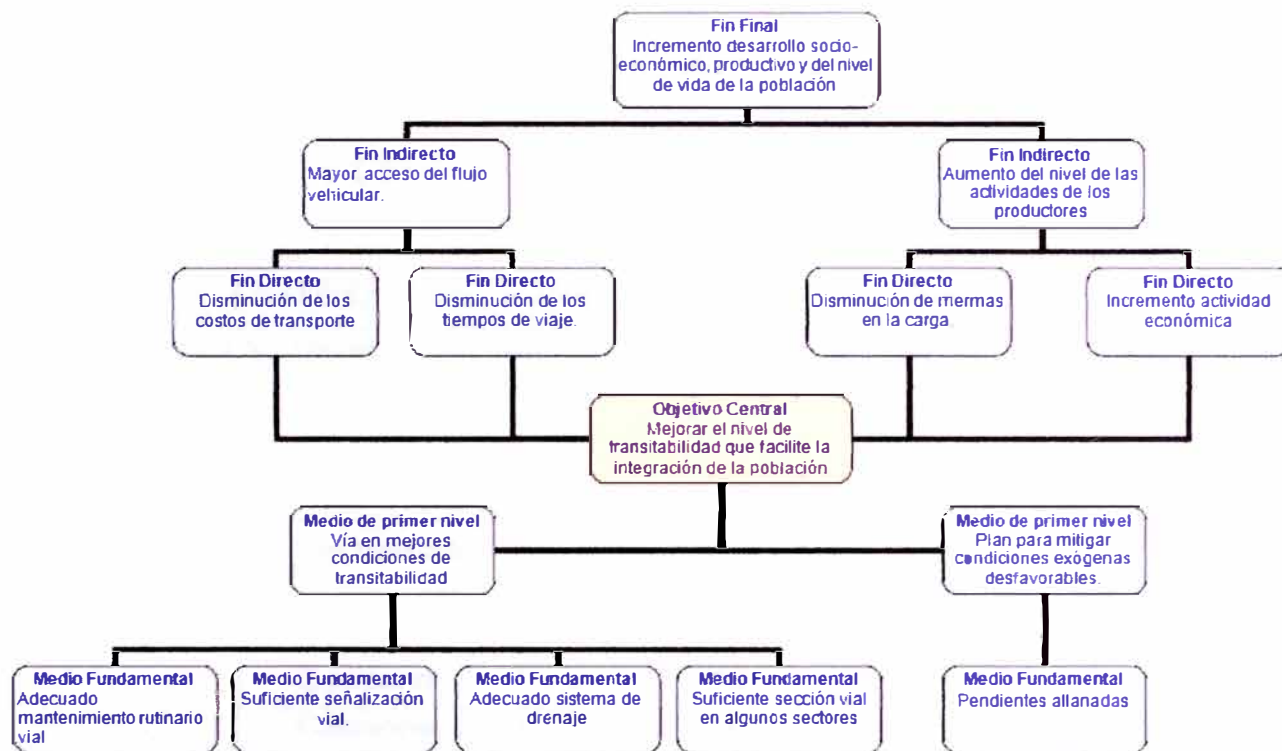 Fin Final
Incremento desarrollo socio-
económico, productivo y del nivel
de vida de la población
Fin Indirecto
Mayor acceso del flujo
vehicular.
Fin Indirecto
Aumento del nivel de las
actividades de los
productores
Fin Directo
Disminución de los
costos de transporte
Fin Directo
Disminución de los
tiempos de viaje.
Fin Directo
Disminución de mermas
en la carga.
Fin Directo
Incremento actividad
económica
Objetivo Central
Mejorar el nivel de
transitabilidad que facilite la
integración de la población
Medio de primer nivel
Vía en mejores
condiciones de
transitabilidad
Medio de primer nivel
Plan para mitigar
condiciones exógenas
desfavorables.
Medio Fundamental
Adecuado
mantenimiento rutinario
vial
Medio Fundamental
Suficiente señalización
vial.
Medio Fundamental
Adecuado sistema de
drenaje
Medio Fundamental
Suficiente sección vial
en algunos sectores
Medio Fundamental
Pendientes allanadas